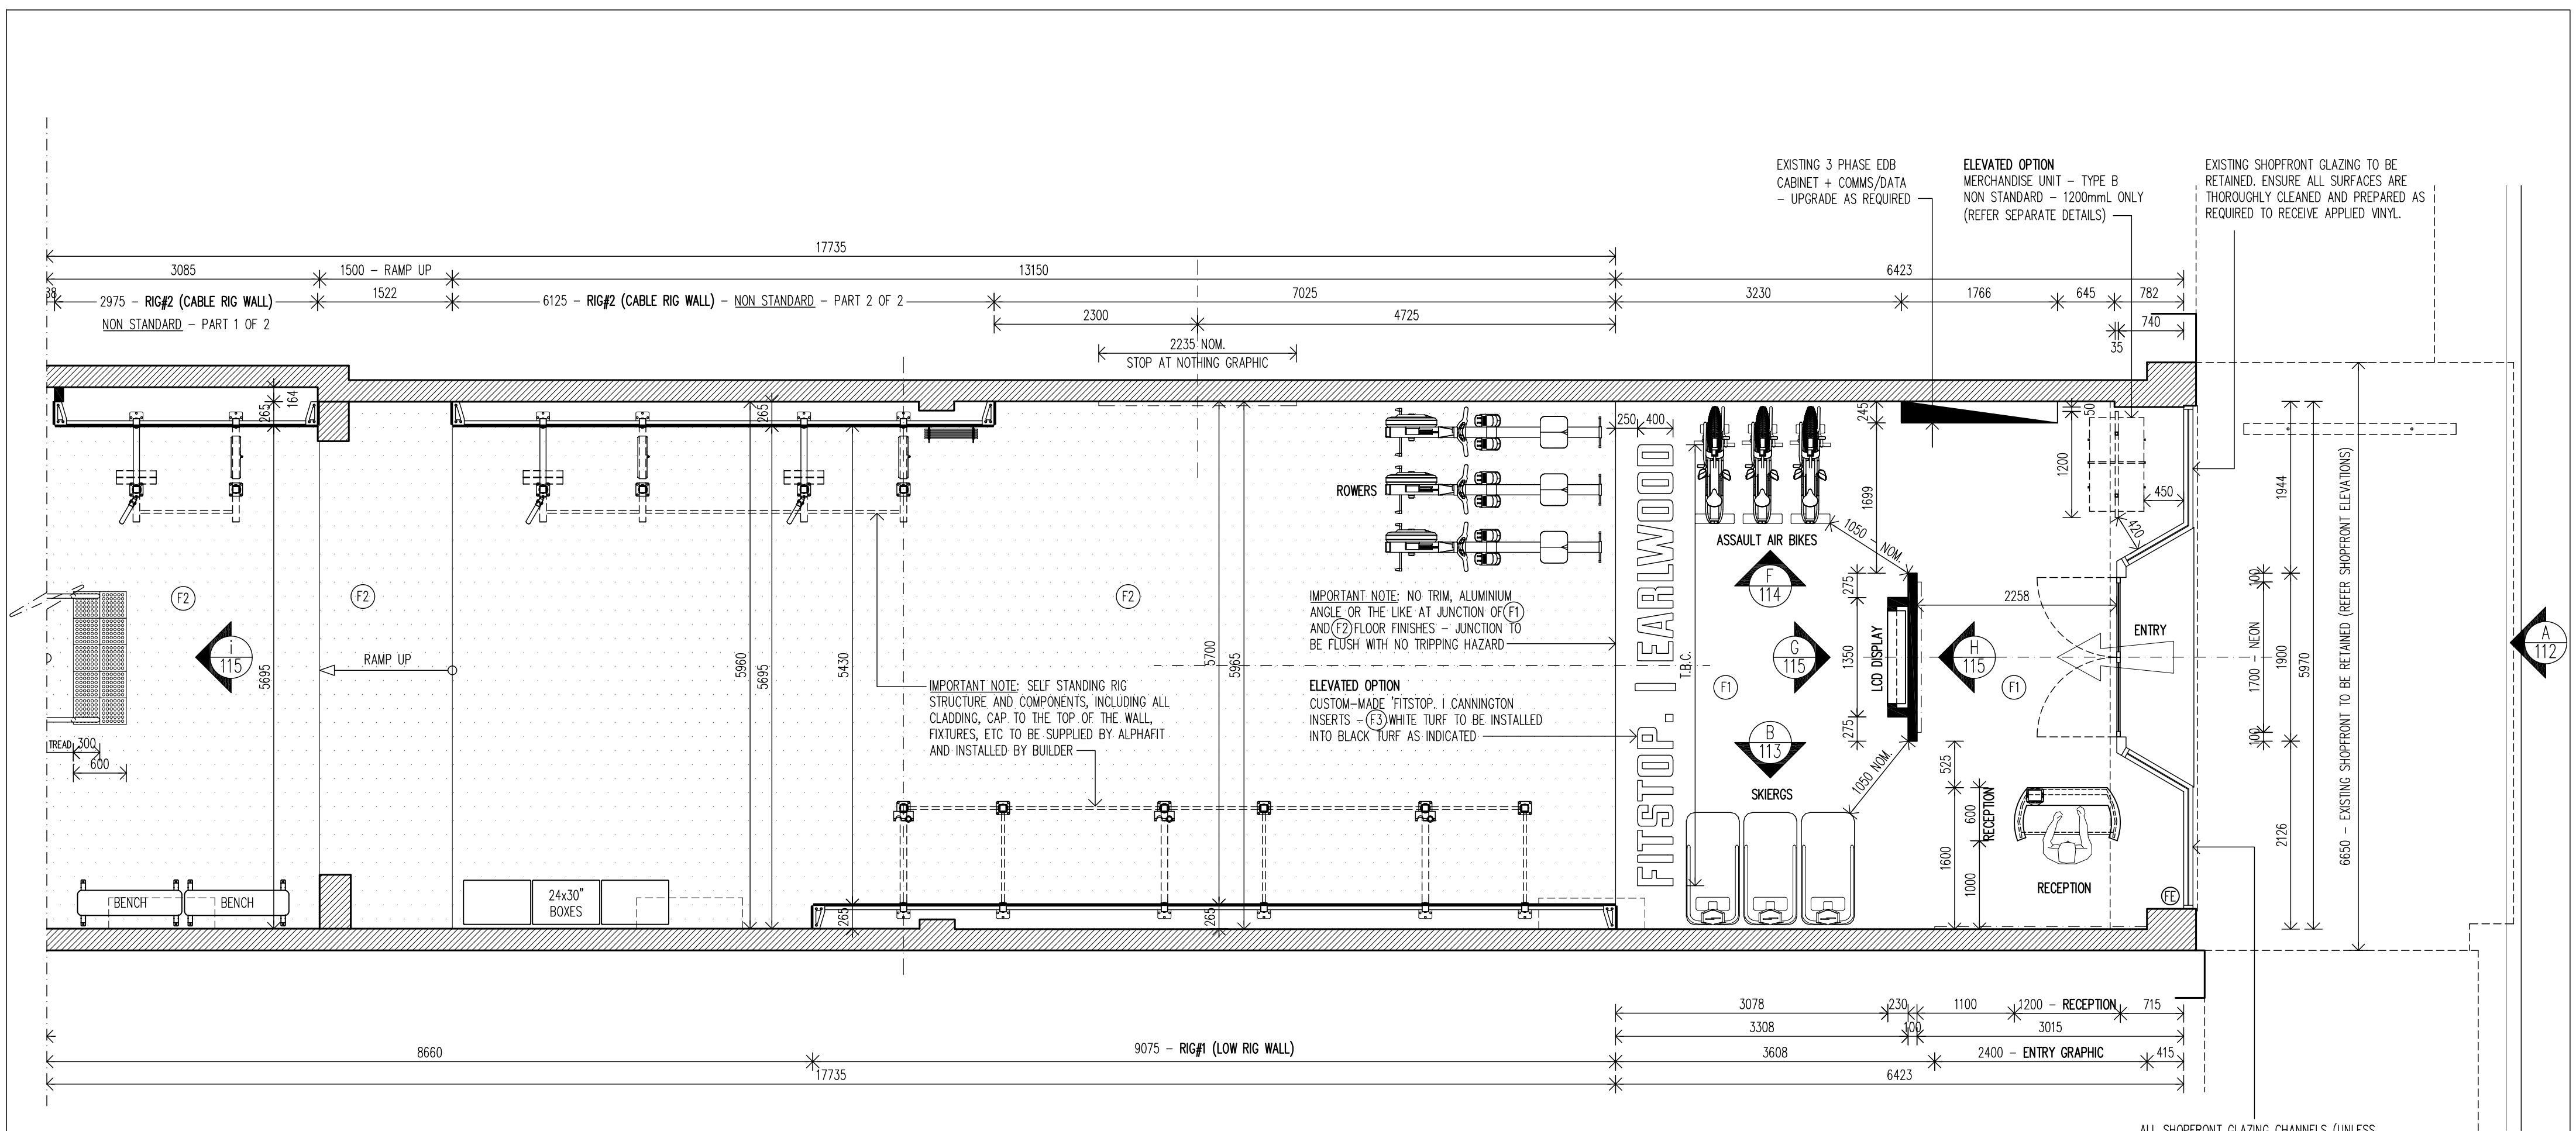 EXISTING 3 PHASE EDB
CABINET + COMMS/DATA
- UPGRADE AS REQUIRED
ELEVATED OPTION
MERCHANDISE UNIT - TYPE B
NON STANDARD - 1200mmL ONLY
(REFER SEPARATE DETAILS)
EXISTING SHOPFRONT GLAZING TO BE
RETAINED. ENSURE ALL SURFACES ARE
THOROUGHLY CLEANED AND PREPARED AS
REQUIRED TO RECEIVE APPLIED VINYL.
17735
3085
1500 - RAMP UP
13150
6423
38
2975 - RIG#2 (CABLE RIG WALL)
NON STANDARD - PART 1 OF 2
1522
6125 - RIG#2 (CABLE RIG WALL) - NON STANDARD - PART 2 OF 2
7025
3230
1766
645
782
2300
4725
740
35
2235 NOM.
STOP AT NOTHING GRAPHIC
265
164
265
245
250
400
50
1200
450
420
1699
1944
ROWERS
ASSAULT AIR BIKES
1050 - NOM.
F
114
275
100
2258
F2
F2
F2
IMPORTANT NOTE: NO TRIM, ALUMINIUM
ANGLE OR THE LIKE AT JUNCTION OF F1
AND F2 FLOOR FINISHES - JUNCTION TO
BE FLUSH WITH NO TRIPPING HAZARD
FITSTOP. | EARLWOOD
T.B.C.
i
115
RAMP UP
5695
5960
5695
5430
5700
5965
G
115
1350
LCD DISPLAY
H
115
ENTRY
1700 - NEON
1900
5970
6650 - EXISTING SHOPFRONT TO BE RETAINED (REFER SHOPFRONT ELEVATIONS)
A
112
F1
F1
IMPORTANT NOTE: SELF STANDING RIG
STRUCTURE AND COMPONENTS, INCLUDING ALL
CLADDING, CAP TO THE TOP OF THE WALL,
FIXTURES, ETC TO BE SUPPLIED BY ALPHAFIT
AND INSTALLED BY BUILDER
ELEVATED OPTION
CUSTOM-MADE 'FITSTOP. I CANNINGTON
INSERTS - F3 WHITE TURF TO BE INSTALLED
INTO BLACK TURF AS INDICATED
TREAD
300
600
B
113
275
100
525
1050 NOM.
SKIERGS
600
RECEPTION
1600
1000
2126
RECEPTION
FE
BENCH
BENCH
24x30"
BOXES
265
265
3078
230
1100
1200 - RECEPTION
715
3308
100
3015
8660
9075 - RIG#1 (LOW RIG WALL)
3608
2400 - ENTRY GRAPHIC
415
17735
6423
ALL SHOPFRONT GLAZING CHANNELS (UNLESS